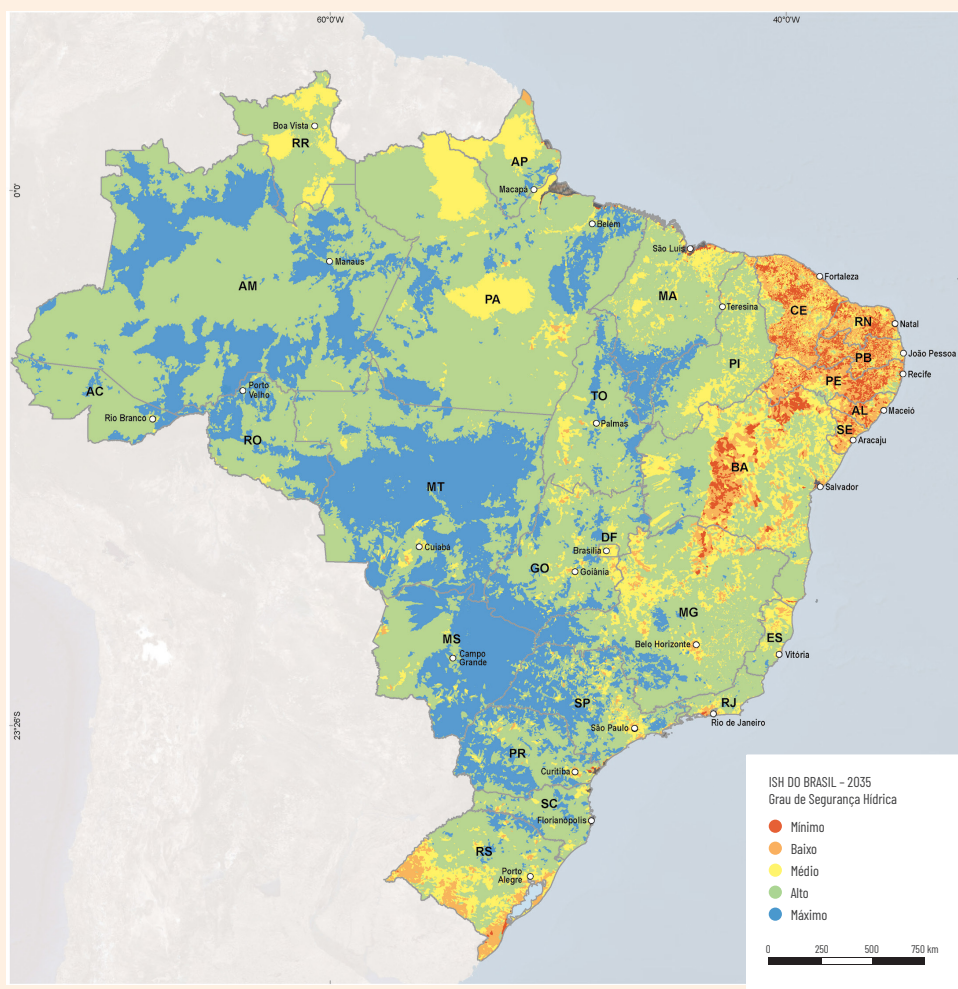 60°0'W
40°0'W
Boa Vista
RR
AP
0°0'
Macapá
Belém
São Luís
Manaus
Fortaleza
AM
PA
MA
CE
Teresina
RN
Natal
João Pessoa
PB
PI
Recife
PE
AC
Porto
Velho
TO
AL
Maceió
Rio Branco
Palmas
SE
RO
Aracaju
BA
MT
Salvador
DF
Cuiabá
Brasília
GO
Goiânia
MG
MS
ES
Belo Horizonte
Campo
Grande
Vitória
SP
RJ
Rio de Janeiro
São Paulo
23°26'S
PR
Curitiba
SC
Florianópolis
RS
Porto
Alegre
ISH DO BRASIL – 2035
Grau de Segurança Hídrica
Mínimo
Baixo
Médio
Alto
Máximo
0 250 500 750 km